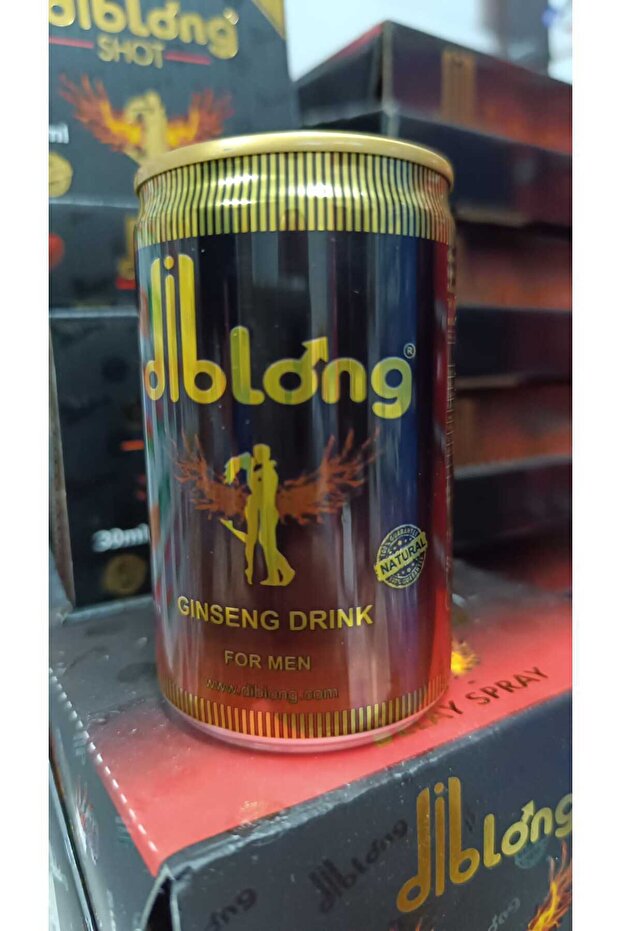 diblong
SHOT
30ml
diblong®
NATURAL
GINSENG DRINK
FOR MEN
www.diblong.com
SPRAY
diblong
diblong